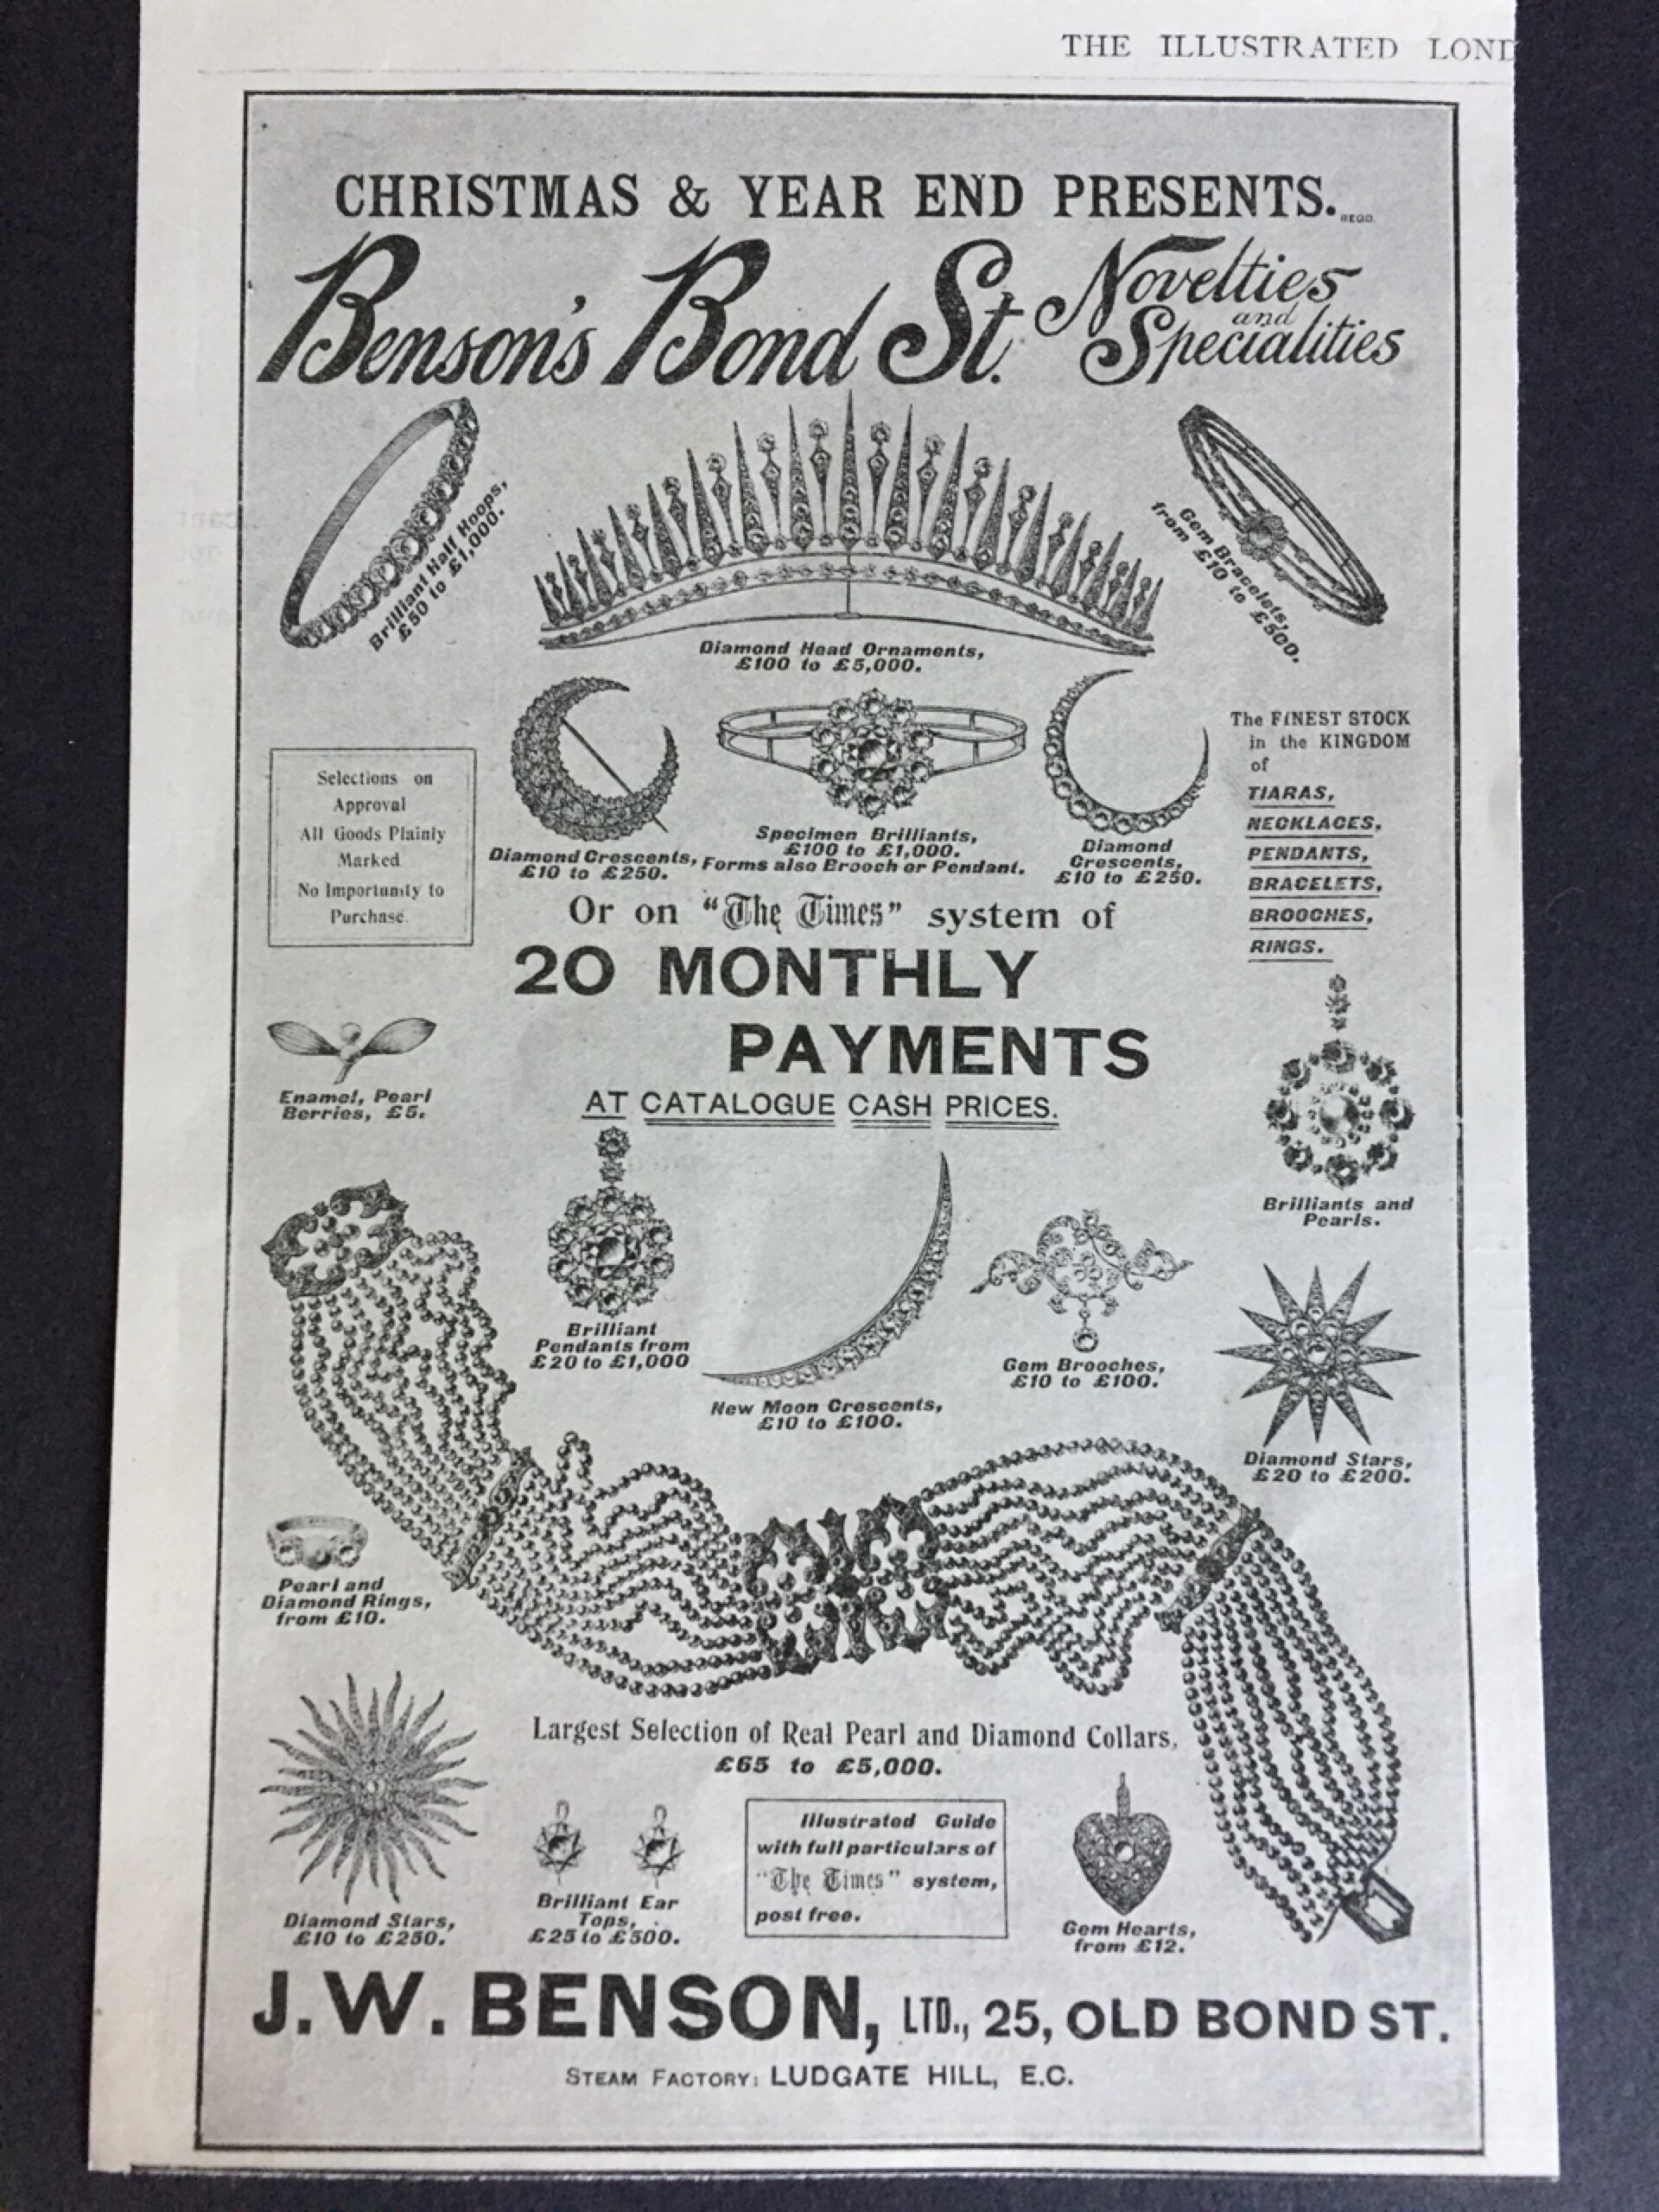 THE ILLUSTRATED LOND
CHRISTMAS & YEAR END PRESENTS.
REGD.
Benson's Bond St. Novelties
and
Specialities
Brilliant Half Hoops,
£50 to £1,000.
Gem Bracelets,
from £10 to £500.
Diamond Head Ornaments,
£100 to £5,000.
Selections on
Approval
All Goods Plainly
Marked
No Importunity to
Purchase.
Diamond Crescents,
£10 to £250.
Specimen Brilliants,
£100 to £1,000.
Forms also Brooch or Pendant.
Diamond
Crescents,
£10 to £250.
The FINEST STOCK
in the KINGDOM
of
TIARAS,
NECKLACES,
PENDANTS,
BRACELETS,
BROOCHES,
RINGS.
Or on "The Times" system of
20 MONTHLY
PAYMENTS
AT CATALOGUE CASH PRICES.
Enamel, Pearl
Berries, £5.
Brilliants and
Pearls.
Brilliant
Pendants from
£20 to £1,000
New Moon Crescents,
£10 to £100.
Gem Brooches,
£10 to £100.
Diamond Stars,
£20 to £200.
Pearl and
Diamond Rings,
from £10.
Largest Selection of Real Pearl and Diamond Collars,
£65 to £5,000.
Diamond Stars,
£10 to £250.
Brilliant Ear
Tops,
£25 to £500.
Illustrated Guide
with full particulars of
"The Times" system,
post free.
Gem Hearts,
from £12.
J.W. BENSON, LTD., 25, OLD BOND ST.
STEAM FACTORY: LUDGATE HILL, E.C.